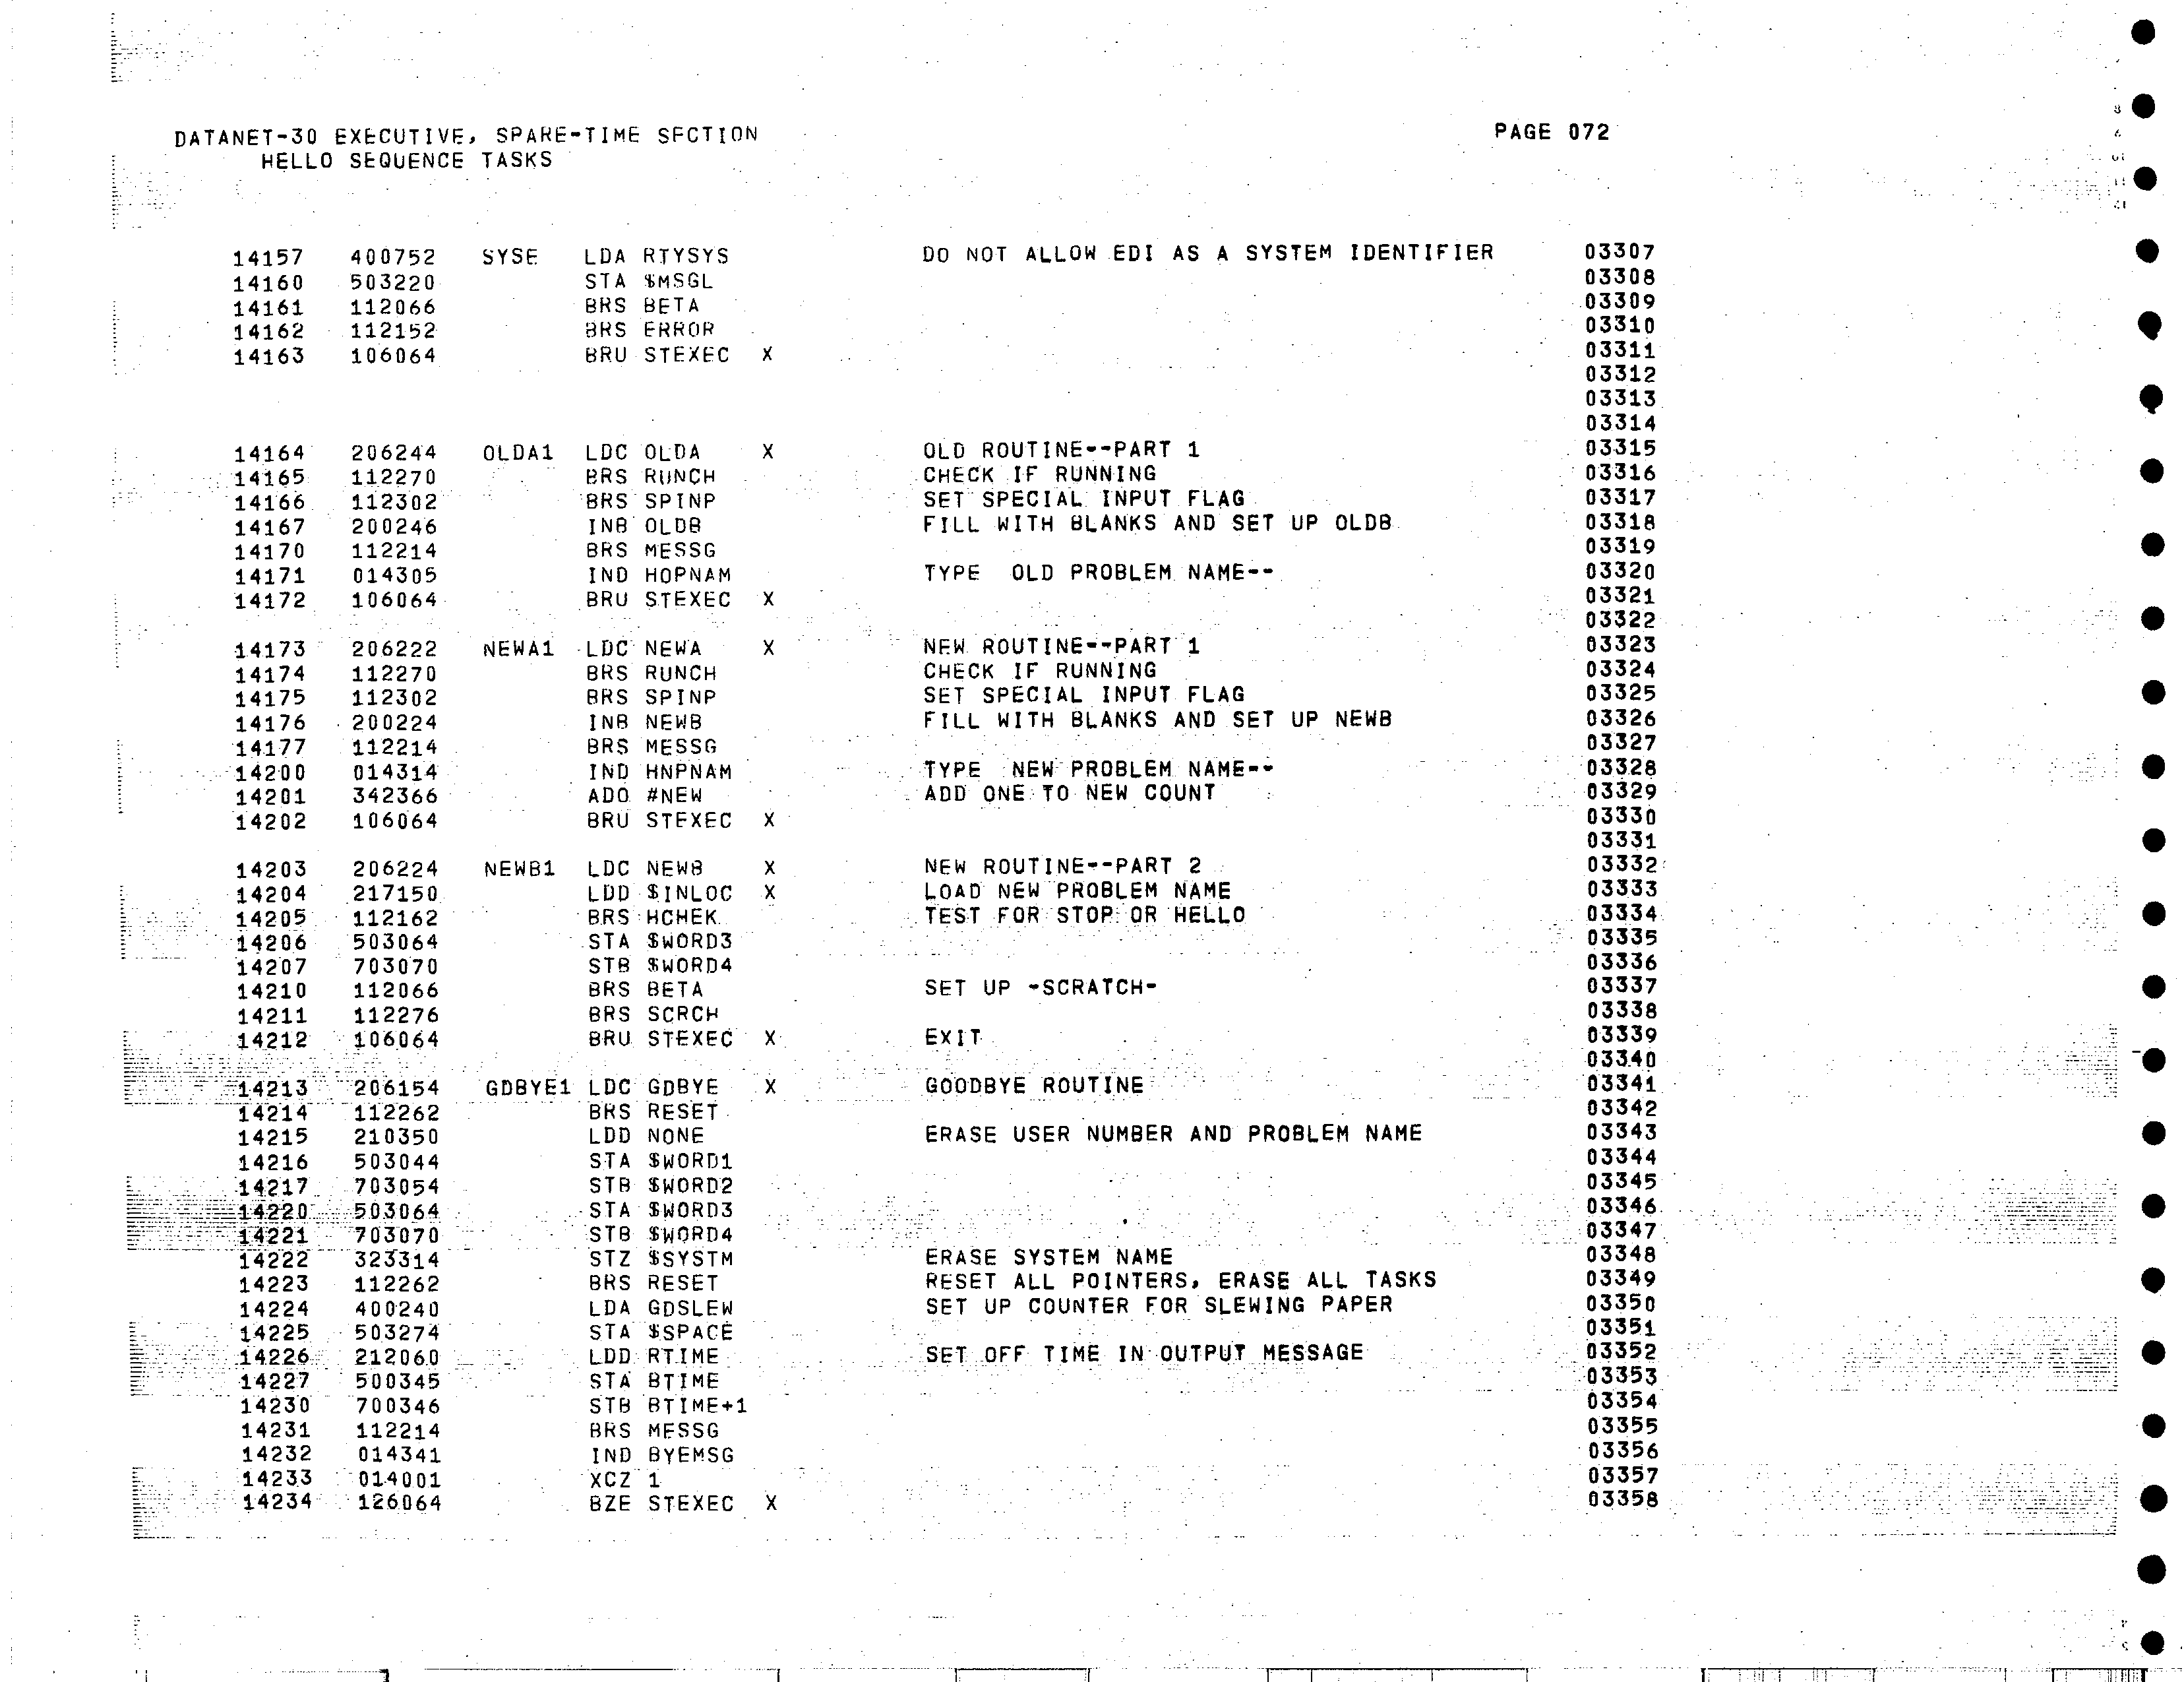 DATANET-30 EXECUTIVE, SPARE-TIME SECTION PAGE 072
HELLO SEQUENCE TASKS
14157 400752 SYSE LDA RTYSYS DO NOT ALLOW EDI AS A SYSTEM IDENTIFIER 03307
14160 503220 STA $MSGL 03308
14161 112066 BRS BETA 03309
14162 112152 BRS ERROR 03310
14163 106064 BRU STEXEC X 03311
03312
03313
03314
14164 206244 OLDA1 LDC OLDA X OLD ROUTINE--PART 1 03315
14165 112270 BRS RUNCH CHECK IF RUNNING 03316
14166 112302 BRS SPINP SET SPECIAL INPUT FLAG 03317
14167 200246 INB OLDB FILL WITH BLANKS AND SET UP OLDB 03318
14170 112214 BRS MESSG 03319
14171 014305 IND HOPNAM TYPE OLD PROBLEM NAME-- 03320
14172 106064 BRU STEXEC X 03321
03322
14173 206222 NEWA1 LDC NEWA X NEW ROUTINE--PART 1 03323
14174 112270 BRS RUNCH CHECK IF RUNNING 03324
14175 112302 BRS SPINP SET SPECIAL INPUT FLAG 03325
14176 200224 INB NEWB FILL WITH BLANKS AND SET UP NEWB 03326
14177 112214 BRS MESSG 03327
14200 014314 IND HNPNAM TYPE NEW PROBLEM NAME-- 03328
14201 342366 ADO #NEW ADD ONE TO NEW COUNT 03329
14202 106064 BRU STEXEC X 03330
03331
14203 206224 NEWB1 LDC NEWB X NEW ROUTINE--PART 2 03332
14204 217150 LDD $INLOC X LOAD NEW PROBLEM NAME 03333
14205 112162 BRS HCHEK TEST FOR STOP OR HELLO 03334
14206 503064 STA $WORD3 03335
14207 703070 STB $WORD4 03336
14210 112066 BRS BETA SET UP -SCRATCH- 03337
14211 112276 BRS SCRCH 03338
14212 106064 BRU STEXEC X EXIT 03339
03340
14213 206154 GDBYE1 LDC GDBYE X GOODBYE ROUTINE 03341
14214 112262 BRS RESET 03342
14215 210350 LDD NONE ERASE USER NUMBER AND PROBLEM NAME 03343
14216 503044 STA $WORD1 03344
14217 703054 STB $WORD2 03345
14220 503064 STA $WORD3 03346
14221 703070 STB $WORD4 03347
14222 323314 STZ $SYSTM ERASE SYSTEM NAME 03348
14223 112262 BRS RESET RESET ALL POINTERS, ERASE ALL TASKS 03349
14224 400240 LDA GDSLEW SET UP COUNTER FOR SLEWING PAPER 03350
14225 503274 STA $SPACE 03351
14226 212060 LDD RTIME SET OFF TIME IN OUTPUT MESSAGE 03352
14227 500345 STA BTIME 03353
14230 700346 STB BTIME+1 03354
14231 112214 BRS MESSG 03355
14232 014341 IND BYEMSG 03356
14233 014001 XCZ 1 03357
14234 126064 BZE STEXEC X 03358